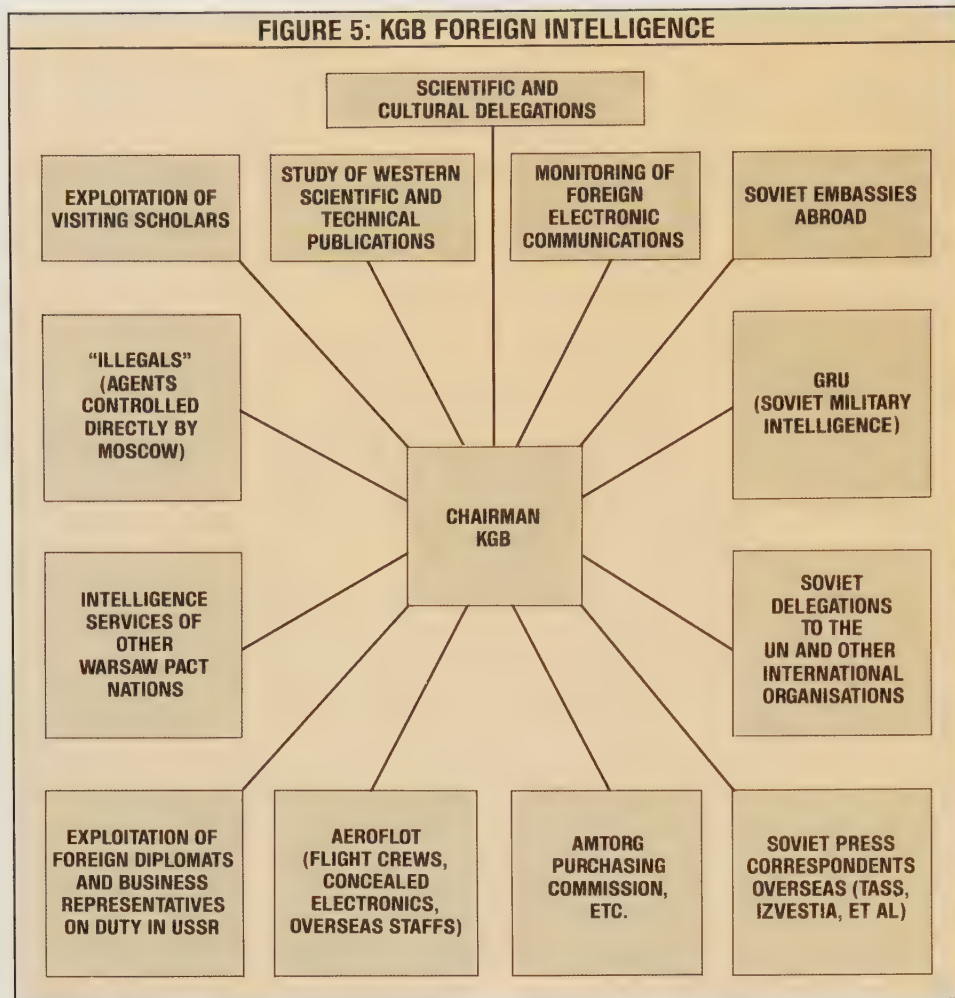 FIGURE 5: KGB FOREIGN INTELLIGENCE
SCIENTIFIC AND
CULTURAL DELEGATIONS
EXPLOITATION OF
VISITING SCHOLARS
STUDY OF WESTERN
SCIENTIFIC AND
TECHNICAL
PUBLICATIONS
MONITORING OF
FOREIGN
ELECTRONIC
COMMUNICATIONS
SOVIET EMBASSIES
ABROAD
"ILLEGALS"
(AGENTS
CONTROLLED
DIRECTLY BY
MOSCOW)
GRU
(SOVIET MILITARY
INTELLIGENCE)
CHAIRMAN
KGB
INTELLIGENCE
SERVICES OF
OTHER
WARSAW PACT
NATIONS
SOVIET
DELEGATIONS
TO THE
UN AND OTHER
INTERNATIONAL
ORGANISATIONS
EXPLOITATION OF
FOREIGN DIPLOMATS
AND BUSINESS
REPRESENTATIVES
ON DUTY IN USSR
AEROFLOT
(FLIGHT CREWS,
CONCEALED
ELECTRONICS,
OVERSEAS STAFFS)
AMTORG
PURCHASING
COMMISSION,
ETC.
SOVIET PRESS
CORRESPONDENTS
OVERSEAS (TASS,
IZVESTIA, ET AL)